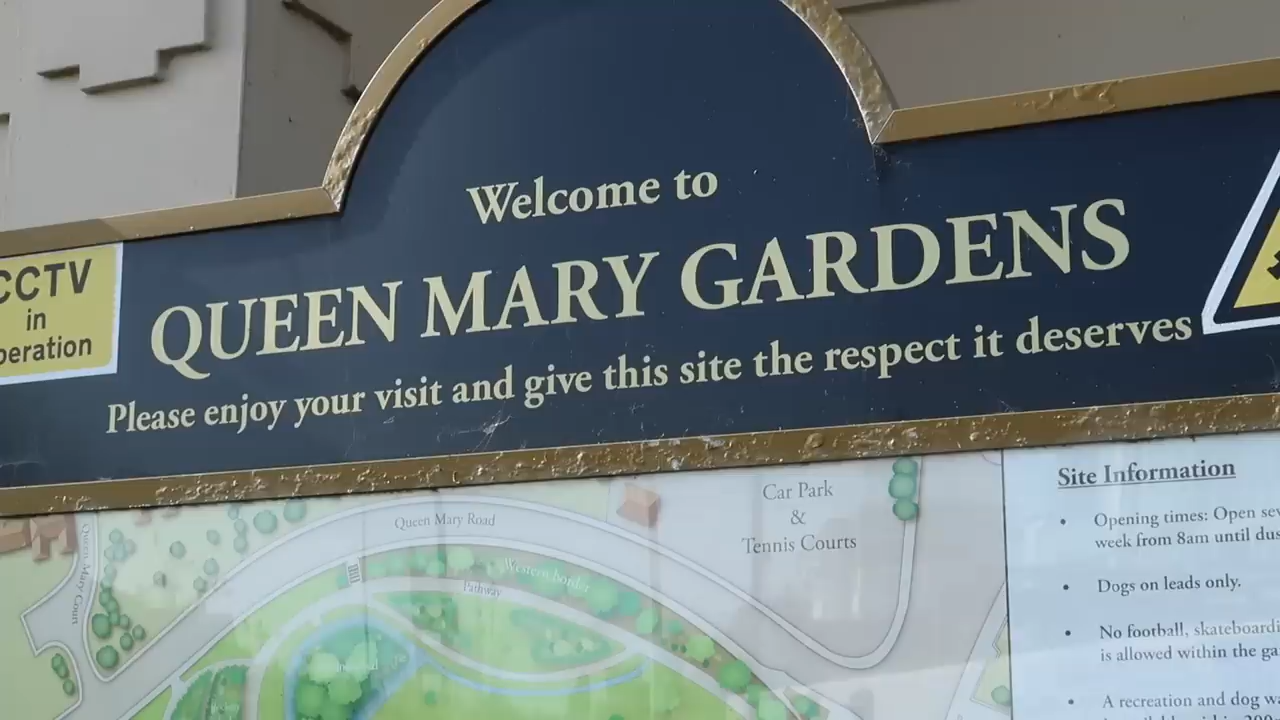 Welcome to
QUEEN MARY GARDENS
Please enjoy your visit and give this site the respect it deserves
CCTV
in
peration
Queen Mary Road
Queen Mary Court
Car Park
&
Tennis Courts
Western border
Pathway
Site Information
Opening times: Open sev
week from 8am until dus
Dogs on leads only.
No football, skateboardi
is allowed within the ga
A recreation and dog wa